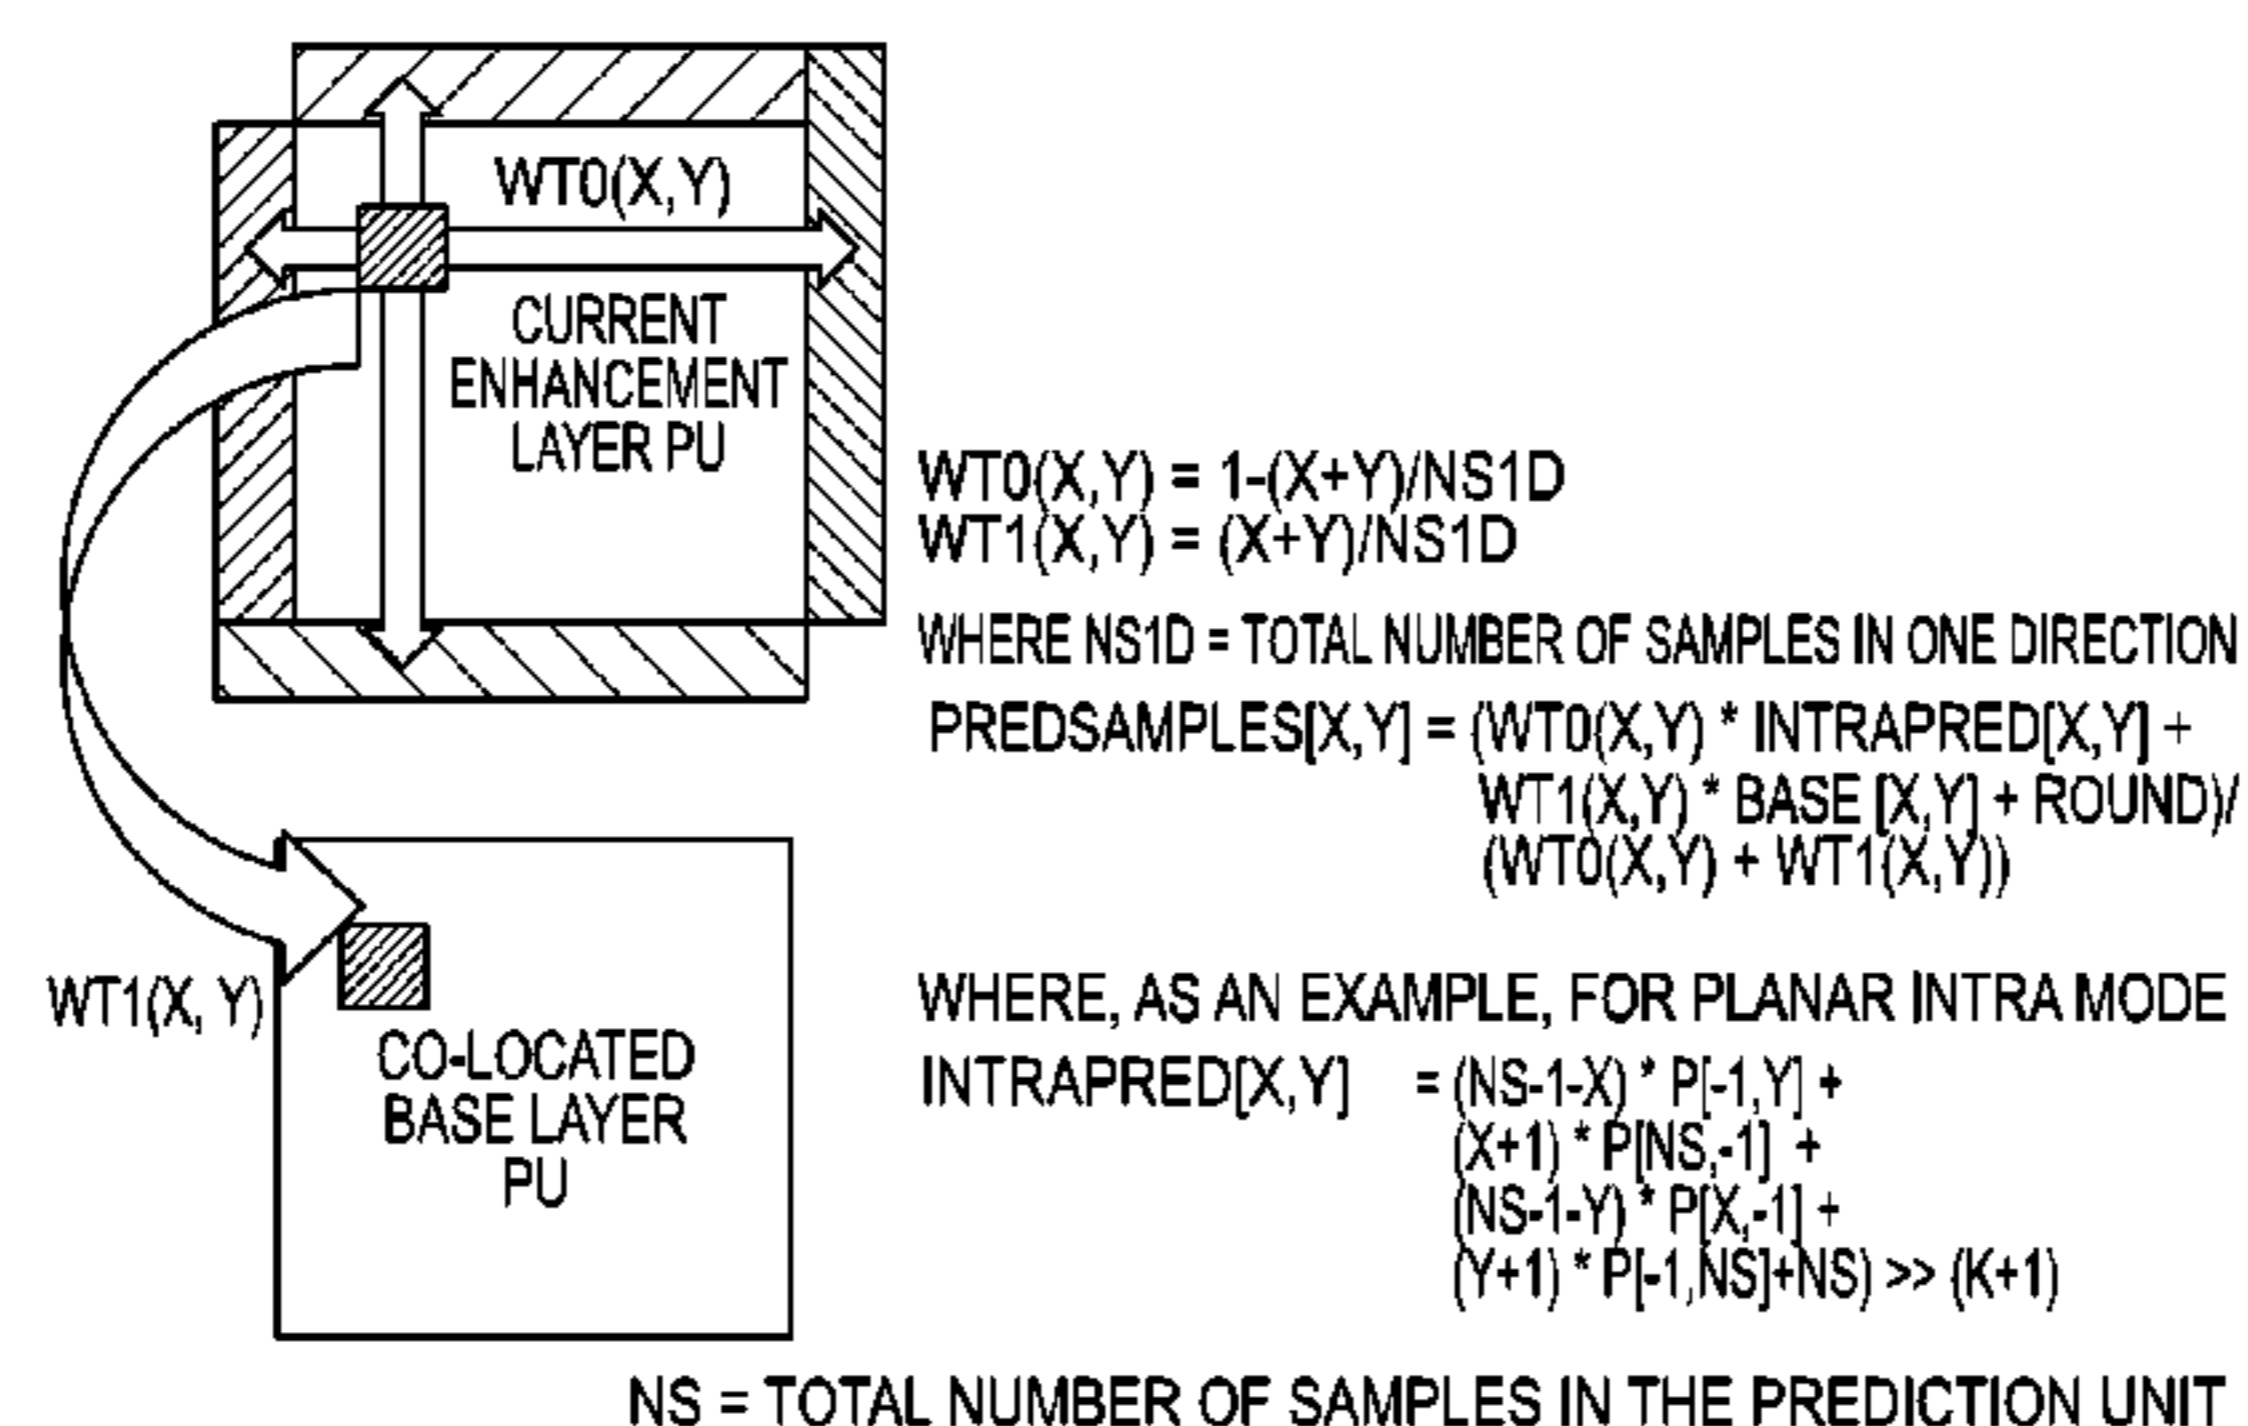 WT0(X,Y)
CURRENT
ENHANCEMENT
LAYER PU
WT0(X,Y) = 1-(X+Y)/NS1D
WT1(X,Y) = (X+Y)/NS1D
WHERE NS1D = TOTAL NUMBER OF SAMPLES IN ONE DIRECTION
PREDSAMPLES[X,Y] = (WT0(X,Y) * INTRAPRED[X,Y] +
WT1(X,Y) * BASE [X,Y] + ROUND)/
(WT0(X,Y) + WT1(X,Y))
WT1(X, Y)
CO-LOCATED
BASE LAYER
PU
WHERE, AS AN EXAMPLE, FOR PLANAR INTRA MODE
INTRAPRED[X,Y] = (NS-1-X) * P[-1,Y] +
(X+1) * P[NS,-1] +
(NS-1-Y) * P[X,-1] +
(Y+1) * P[-1,NS]+NS) >> (K+1)
NS = TOTAL NUMBER OF SAMPLES IN THE PREDICTION UNIT